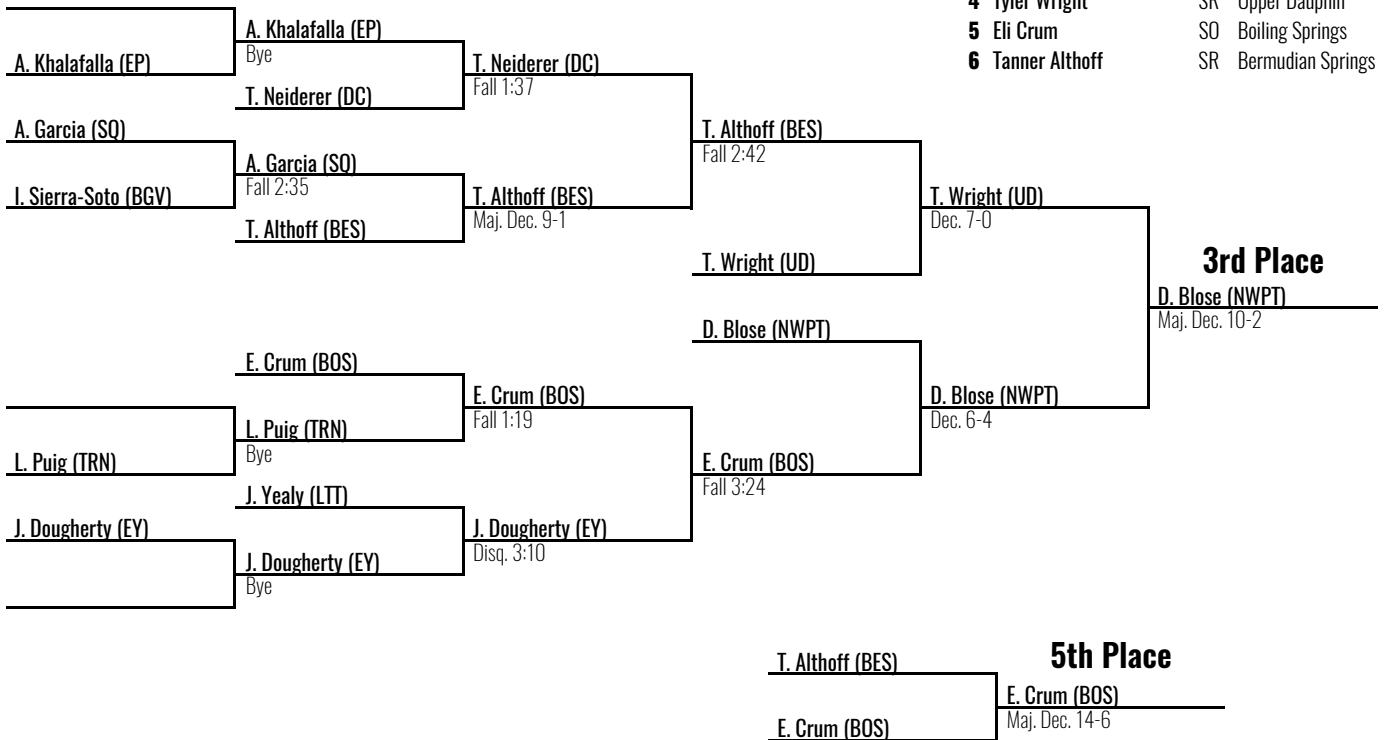 4 Tyler Wright SR Upper Dauphin
5 Eli Crum SO Boiling Springs
6 Tanner Althoff SR Bermudian Springs
A. Khalafalla (EP)
A. Khalafalla (EP)
Bye
T. Neiderer (DC)
T. Neiderer (DC)
Fall 1:37
A. Garcia (SQ)
I. Sierra-Soto (BGV)
A. Garcia (SQ)
Fall 2:35
T. Althoff (BES)
T. Althoff (BES)
Maj. Dec. 9-1
T. Althoff (BES)
Fall 2:42
T. Wright (UD)
T. Wright (UD)
Dec. 7-0
D. Blose (NWPT)
E. Crum (BOS)
L. Puig (TRN)
L. Puig (TRN)
Bye
E. Crum (BOS)
Fall 1:19
J. Yealy (LTT)
J. Dougherty (EY)
J. Dougherty (EY)
Bye
J. Dougherty (EY)
Disq. 3:10
E. Crum (BOS)
Fall 3:24
D. Blose (NWPT)
Dec. 6-4
3rd Place
D. Blose (NWPT)
Maj. Dec. 10-2
5th Place
T. Althoff (BES)
E. Crum (BOS)
E. Crum (BOS)
Maj. Dec. 14-6